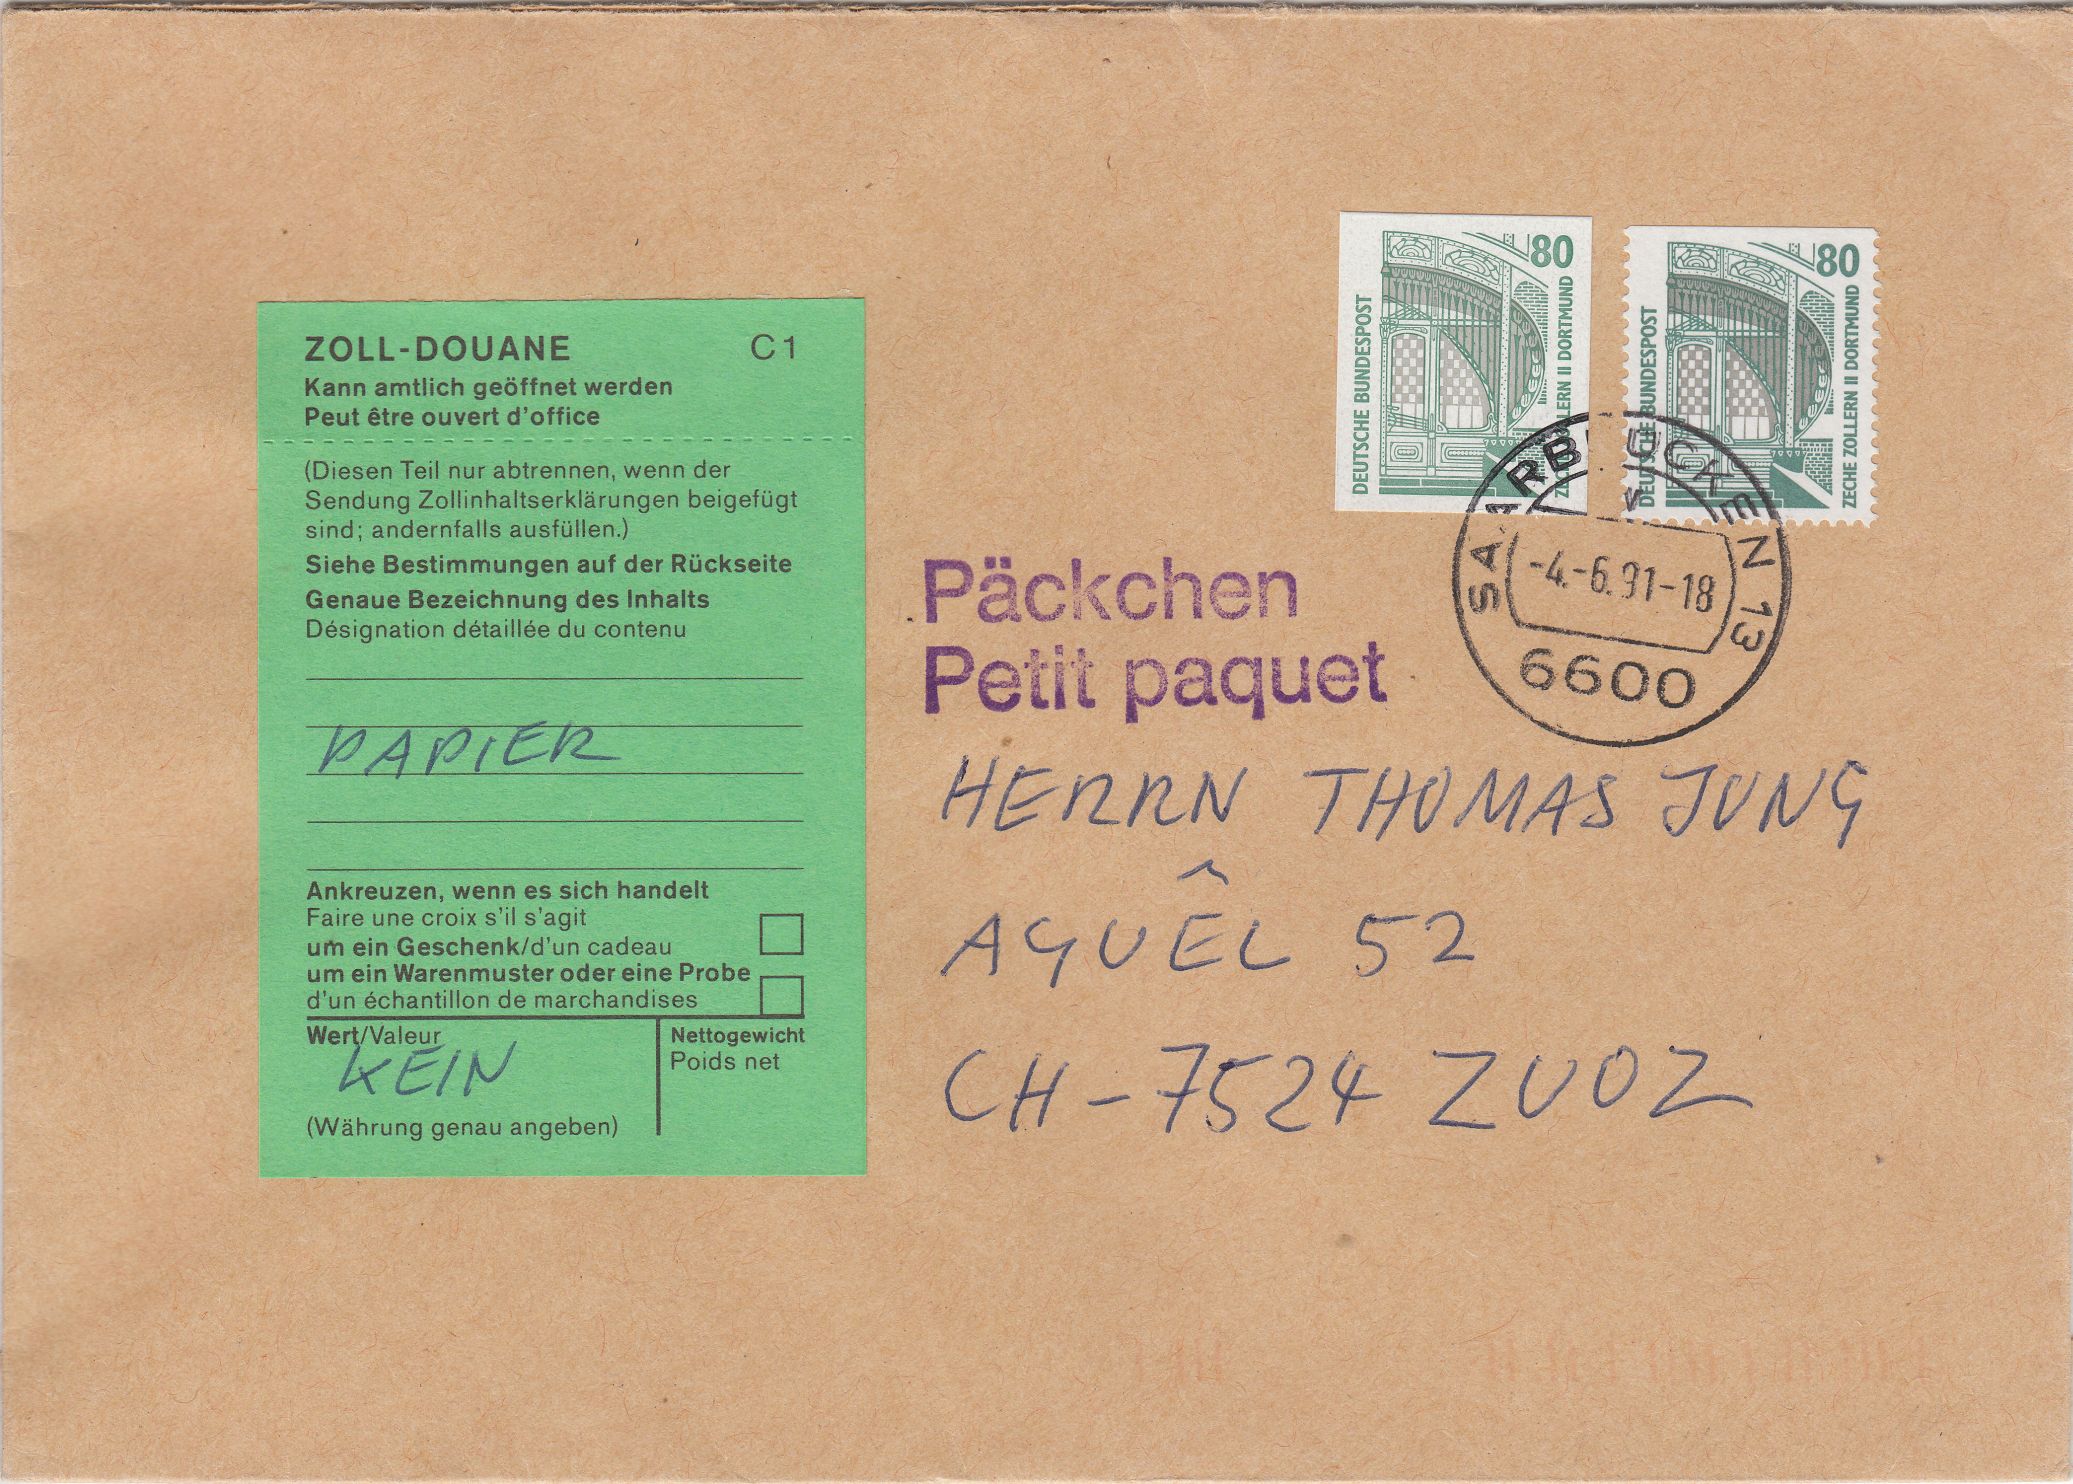 ZOLL-DOUANE C 1
Kann amtlich geöffnet werden
Peut être ouvert d'office
(Diesen Teil nur abtrennen, wenn der
Sendung Zollinhaltserklärungen beigefügt
sind; andernfalls ausfüllen.)
Siehe Bestimmungen auf der Rückseite
Genaue Bezeichnung des Inhalts
Désignation détaillée du contenu
PAPIER
Ankreuzen, wenn es sich handelt
Faire une croix s'il s'agit
um ein Geschenk/d'un cadeau
um ein Warenmuster oder eine Probe
d'un échantillon de marchandises
Wert/Valeur
KEIN
(Währung genau angeben)
Nettogewicht
Poids net
80
DEUTSCHE BUNDESPOST
ZECHE ZOLLERN II DORTMUND
80
DEUTSCHE BUNDESPOST
ZECHE ZOLLERN II DORTMUND
SAARBRÜCKEN 13
-4.-6.91-18
6600
Päckchen
Petit paquet
HERRN THOMAS JUNG
AGUÊL 52
CH-7524 ZUOZ